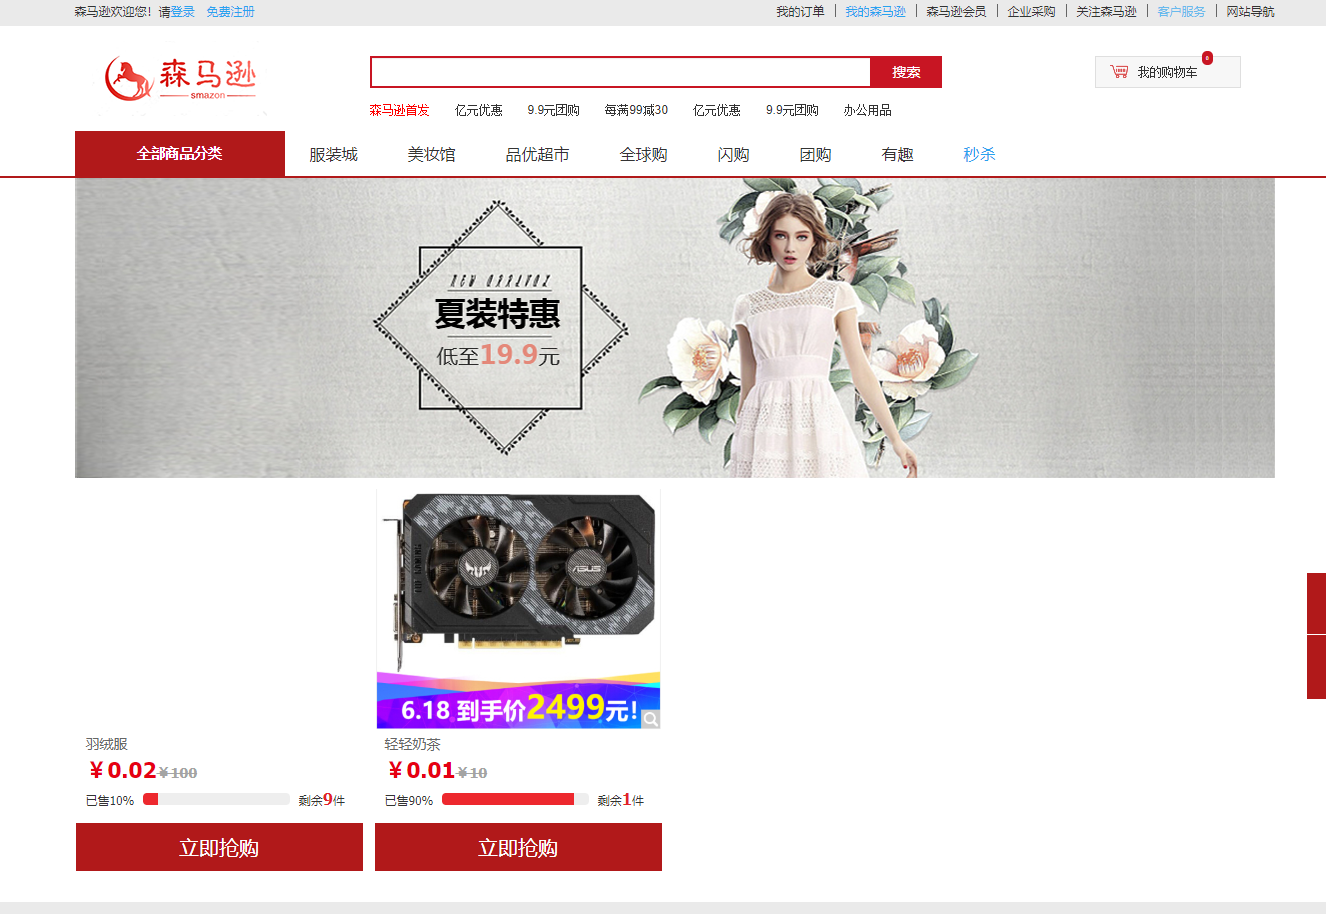 森马逊欢迎您！请登录 免费注册
我的订单 我的森马逊 森马逊会员 企业采购 关注森马逊 客户服务 网站导航
森马逊
smazon
搜索
我的购物车
0
森马逊首发 亿元优惠 9.9元团购 每满99减30 亿元优惠 9.9元团购 办公用品
全部商品分类 服装城 美妆馆 品优超市 全球购 闪购 团购 有趣 秒杀
夏装特惠
低至19.9元
ASUS
6.18 到手价2499元!
羽绒服
￥0.02￥100
已售10% 剩余9件
立即抢购
轻轻奶茶
￥0.01￥10
已售90% 剩余1件
立即抢购